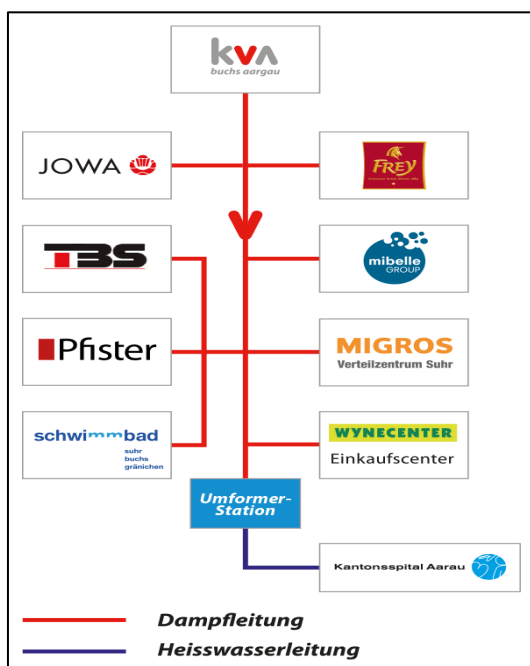 kva
buchs aargau
JOWA
FREY
TBS
mibelle
GROUP
Pfister
MIGROS
Verteilzentrum Suhr
schwimmbad
suhr
buchs
gränichen
WYNECENTER
Einkaufscenter
Umformer-
Station
Kantonsspital Aarau
Dampfleitung
Heisswasserleitung